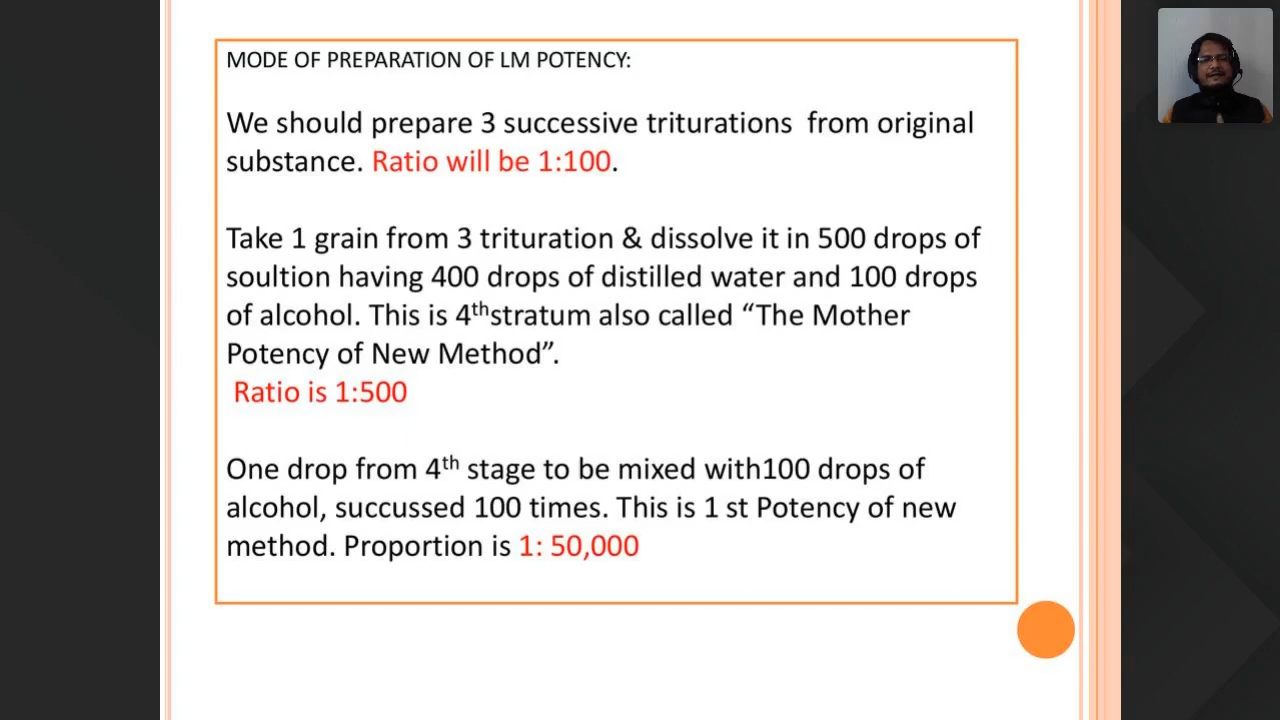 MODE OF PREPARATION OF LM POTENCY:
We should prepare 3 successive triturations from original
substance. Ratio will be 1:100.
Take 1 grain from 3 trituration & dissolve it in 500 drops of
soultion having 400 drops of distilled water and 100 drops
of alcohol. This is 4thstratum also called “The Mother
Potency of New Method”.
Ratio is 1:500
One drop from 4th stage to be mixed with100 drops of
alcohol, succussed 100 times. This is 1 st Potency of new
method. Proportion is 1: 50,000